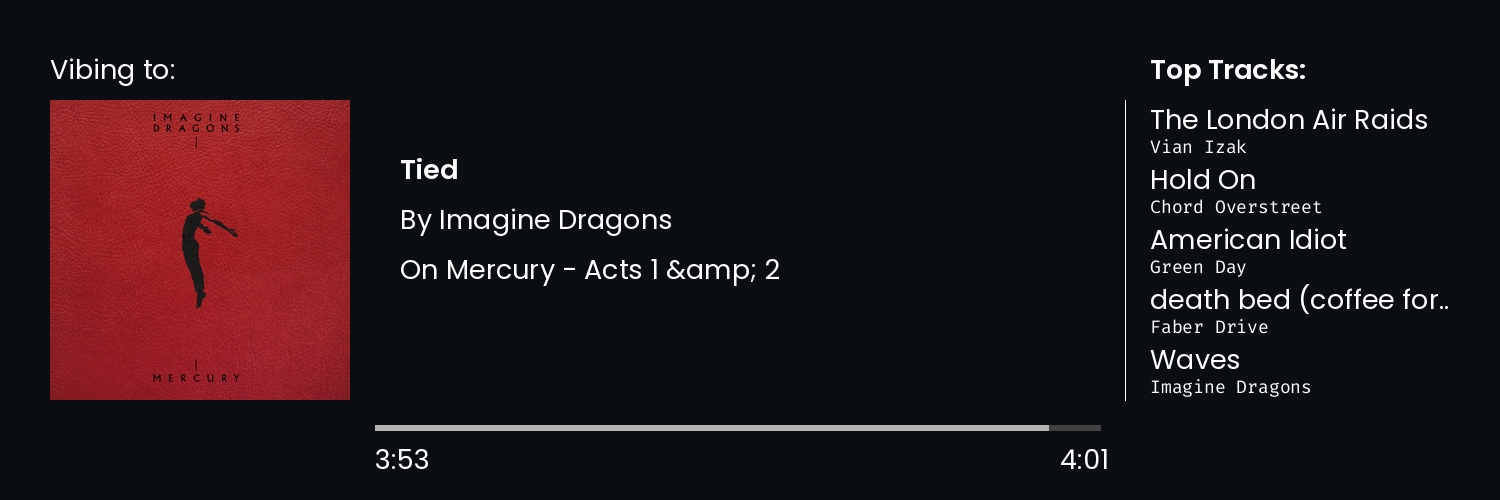 Vibing to:
IMAGINE
DRAGONS
MERCURY
Tied
By Imagine Dragons
On Mercury - Acts 1 &amp; 2
3:53
4:01
Top Tracks:
The London Air Raids
Vian Izak
Hold On
Chord Overstreet
American Idiot
Green Day
death bed (coffee for..
Faber Drive
Waves
Imagine Dragons